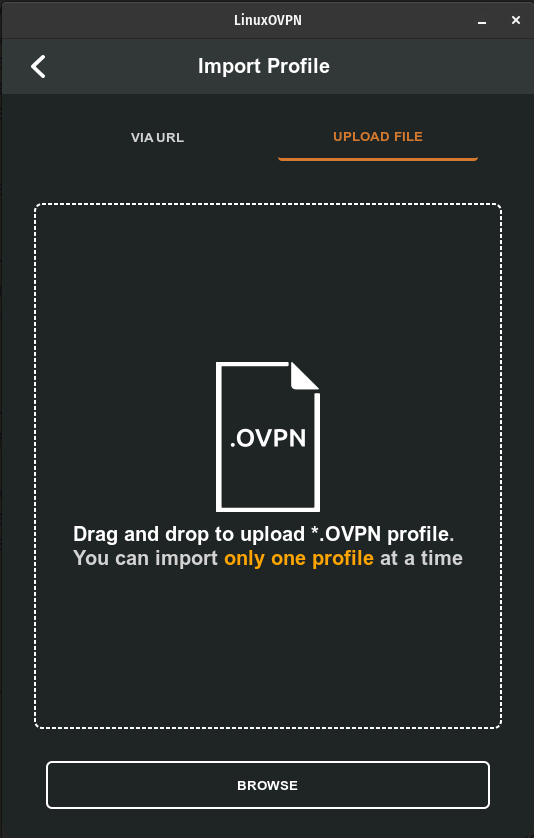 LinuxOVPN
Import Profile
VIA URL
UPLOAD FILE
.OVPN
Drag and drop to upload *.OVPN profile.
You can import only one profile at a time
BROWSE